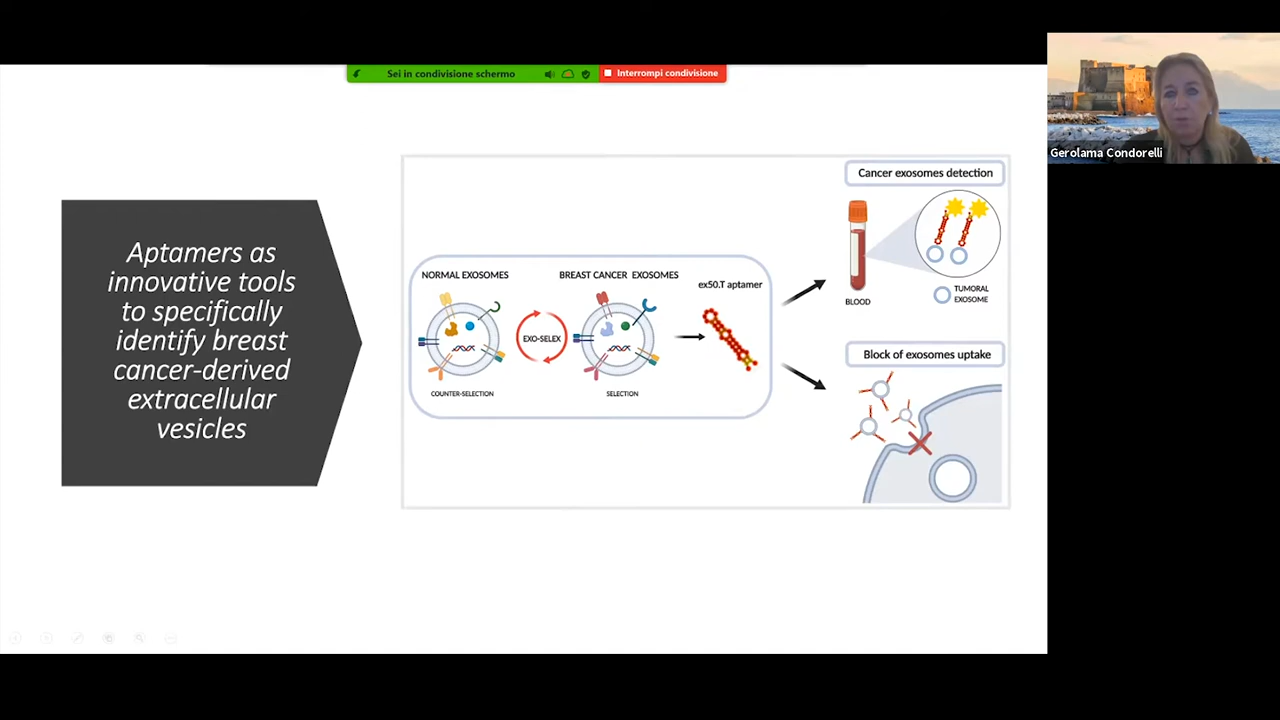 Sei in condivisione schermo
Interrompi condivisione
Gerolama Condorelli
Aptamers as
innovative tools
to specifically
identify breast
cancer-derived
extracellular
vesicles
NORMAL EXOSOMES
BREAST CANCER EXOSOMES
EXO-SELEX
COUNTER-SELECTION
SELECTION
ex50.T aptamer
Cancer exosomes detection
BLOOD
TUMORAL
EXOSOME
Block of exosomes uptake